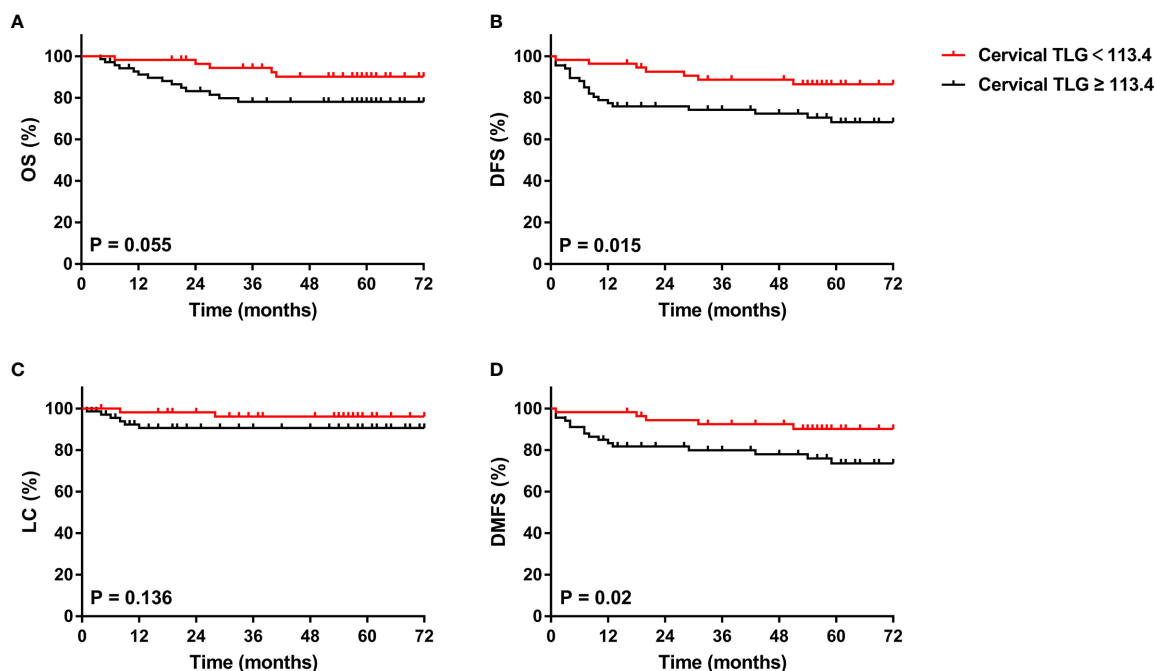 A
100
80
60
40
20
0
OS (%)
P = 0.055
0 12 24 36 48 60 72
Time (months)
B
100
80
60
40
20
0
DFS (%)
P = 0.015
0 12 24 36 48 60 72
Time (months)
Cervical TLG < 113.4
Cervical TLG ≥ 113.4
C
100
80
60
40
20
0
LC (%)
P = 0.136
0 12 24 36 48 60 72
Time (months)
D
100
80
60
40
20
0
DMFS (%)
P = 0.02
0 12 24 36 48 60 72
Time (months)